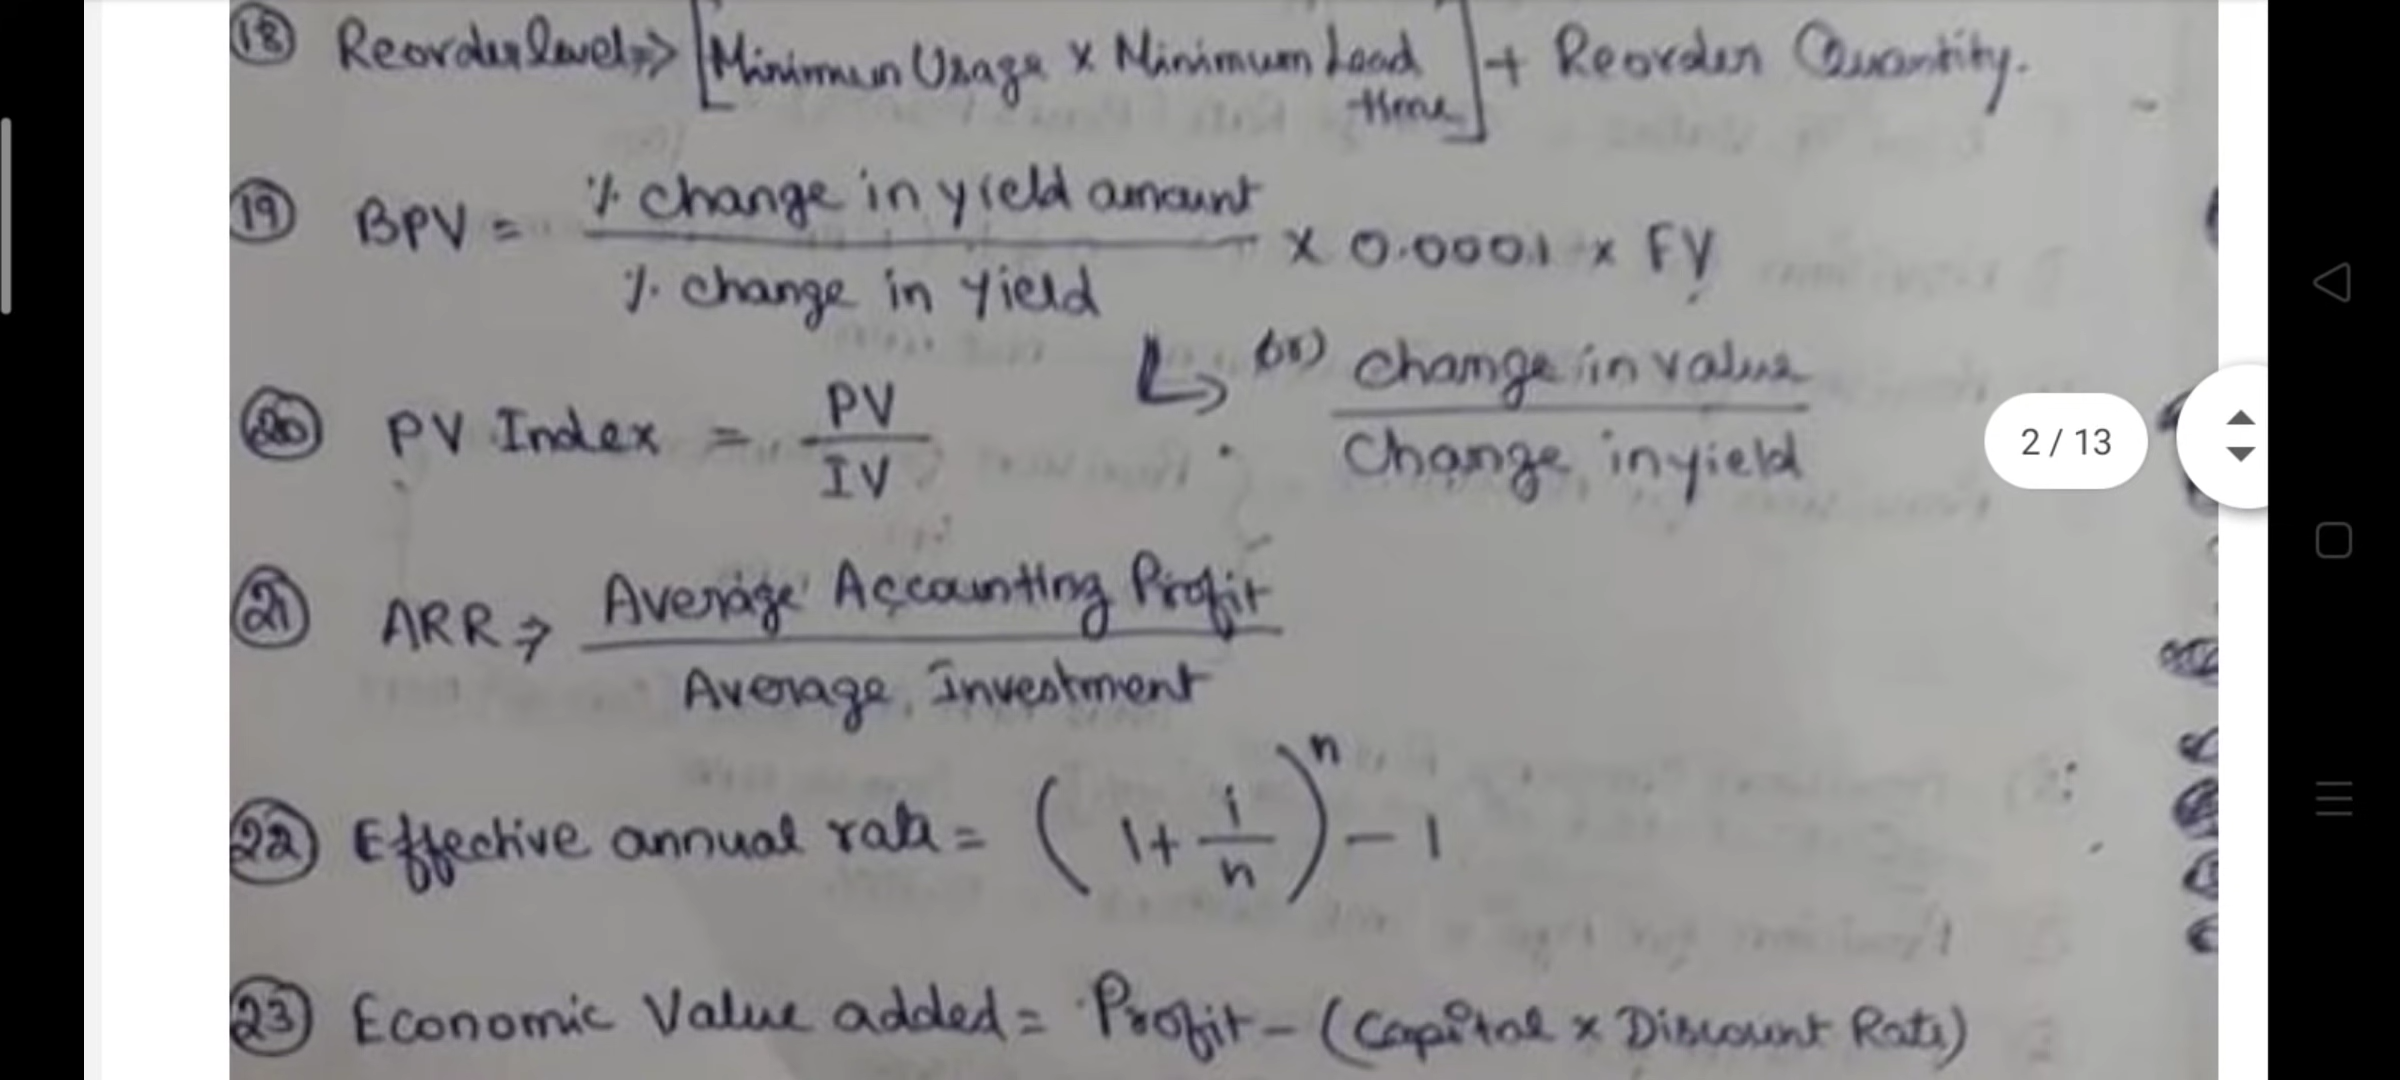 (18) Reorder level => [Minimum Usage x Minimum Lead time] + Reorder Quantity.
(19) BPV = % change in yield amount / % change in yield x 0.0001 x FV
↳ (or) change in value / Change in yield
(20) PV Index = PV / IV
(21) ARR => Average Accounting Profit / Average Investment
(22) Effective annual rate = (1 + i/n)^n - 1
(23) Economic Value added = Profit - (Capital x Discount Rate)
2 / 13